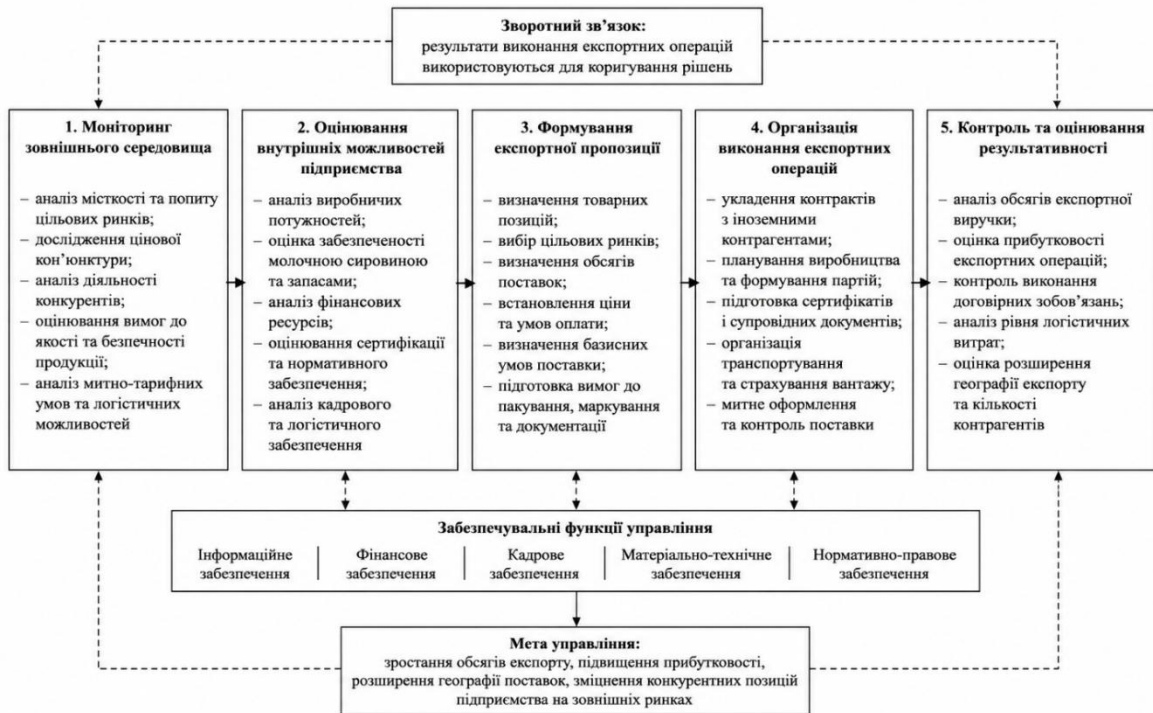 Зворотний зв’язок:
результати виконання експортних операцій
використовуються для коригування рішень
1. Моніторинг
зовнішнього середовища
– аналіз місткості та попиту
цільових ринків;
– дослідження цінової
кон’юнктури;
– аналіз діяльності
конкурентів;
– оцінювання вимог до
якості та безпечності
продукції;
– аналіз митно-тарифних
умов та логістичних
можливостей
2. Оцінювання
внутрішніх можливостей
підприємства
– аналіз виробничих
потужностей;
– оцінка забезпеченості
молочною сировиною
та запасами;
– аналіз фінансових
ресурсів;
– оцінювання сертифікації
та нормативного
забезпечення;
– аналіз кадрового
та логістичного
забезпечення
3. Формування
експортної пропозиції
– визначення товарних
позицій;
– вибір цільових ринків;
– визначення обсягів
поставок;
– встановлення ціни
та умов оплати;
– визначення базисних
умов поставки;
– підготовка вимог до
пакування, маркування
та документації
4. Організація
виконання експортних
операцій
– укладення контрактів
з іноземними
контрагентами;
– планування виробництва
та формування партій;
– підготовка сертифікатів
і супровідних документів;
– організація
транспортування
та страхування вантажу;
– митне оформлення
та контроль поставки
5. Контроль та оцінювання
результативності
– аналіз обсягів експортної
виручки;
– оцінка прибутковості
експортних операцій;
– контроль виконання
договірних зобов’язань;
– аналіз рівня логістичних
витрат;
– оцінка розширення
географії експорту
та кількості
контрагентів
Забезпечувальні функції управління
Інформаційне
забезпечення
Фінансове
забезпечення
Кадрове
забезпечення
Матеріально-технічне
забезпечення
Нормативно-правове
забезпечення
Мета управління:
зростання обсягів експорту, підвищення прибутковості,
розширення географії поставок, зміцнення конкурентних позицій
підприємства на зовнішніх ринках